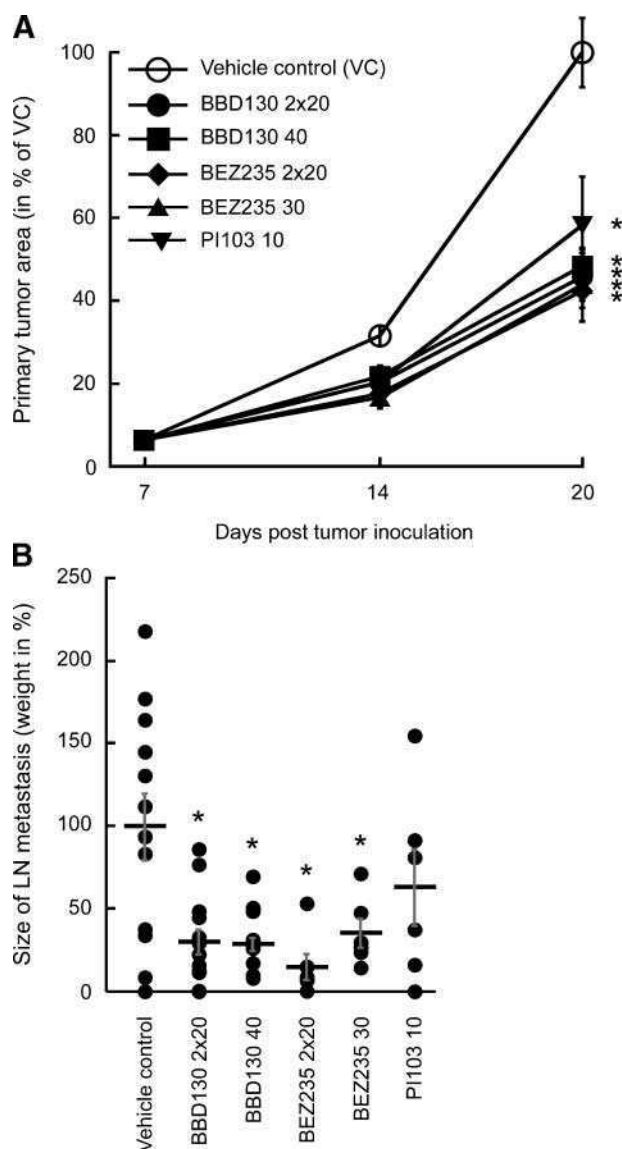 A
Primary tumor area (in % of VC)
100
80
60
40
20
0
Vehicle control (VC)
BBD130 2x20
BBD130 40
BEZ235 2x20
BEZ235 30
PI103 10
*
*
*
*
*
7
14
20
Days post tumor inoculation
B
Size of LN metastasis (weight in %)
250
200
150
100
50
0
*
*
*
*
Vehicle control
BBD130 2x20
BBD130 40
BEZ235 2x20
BEZ235 30
PI103 10